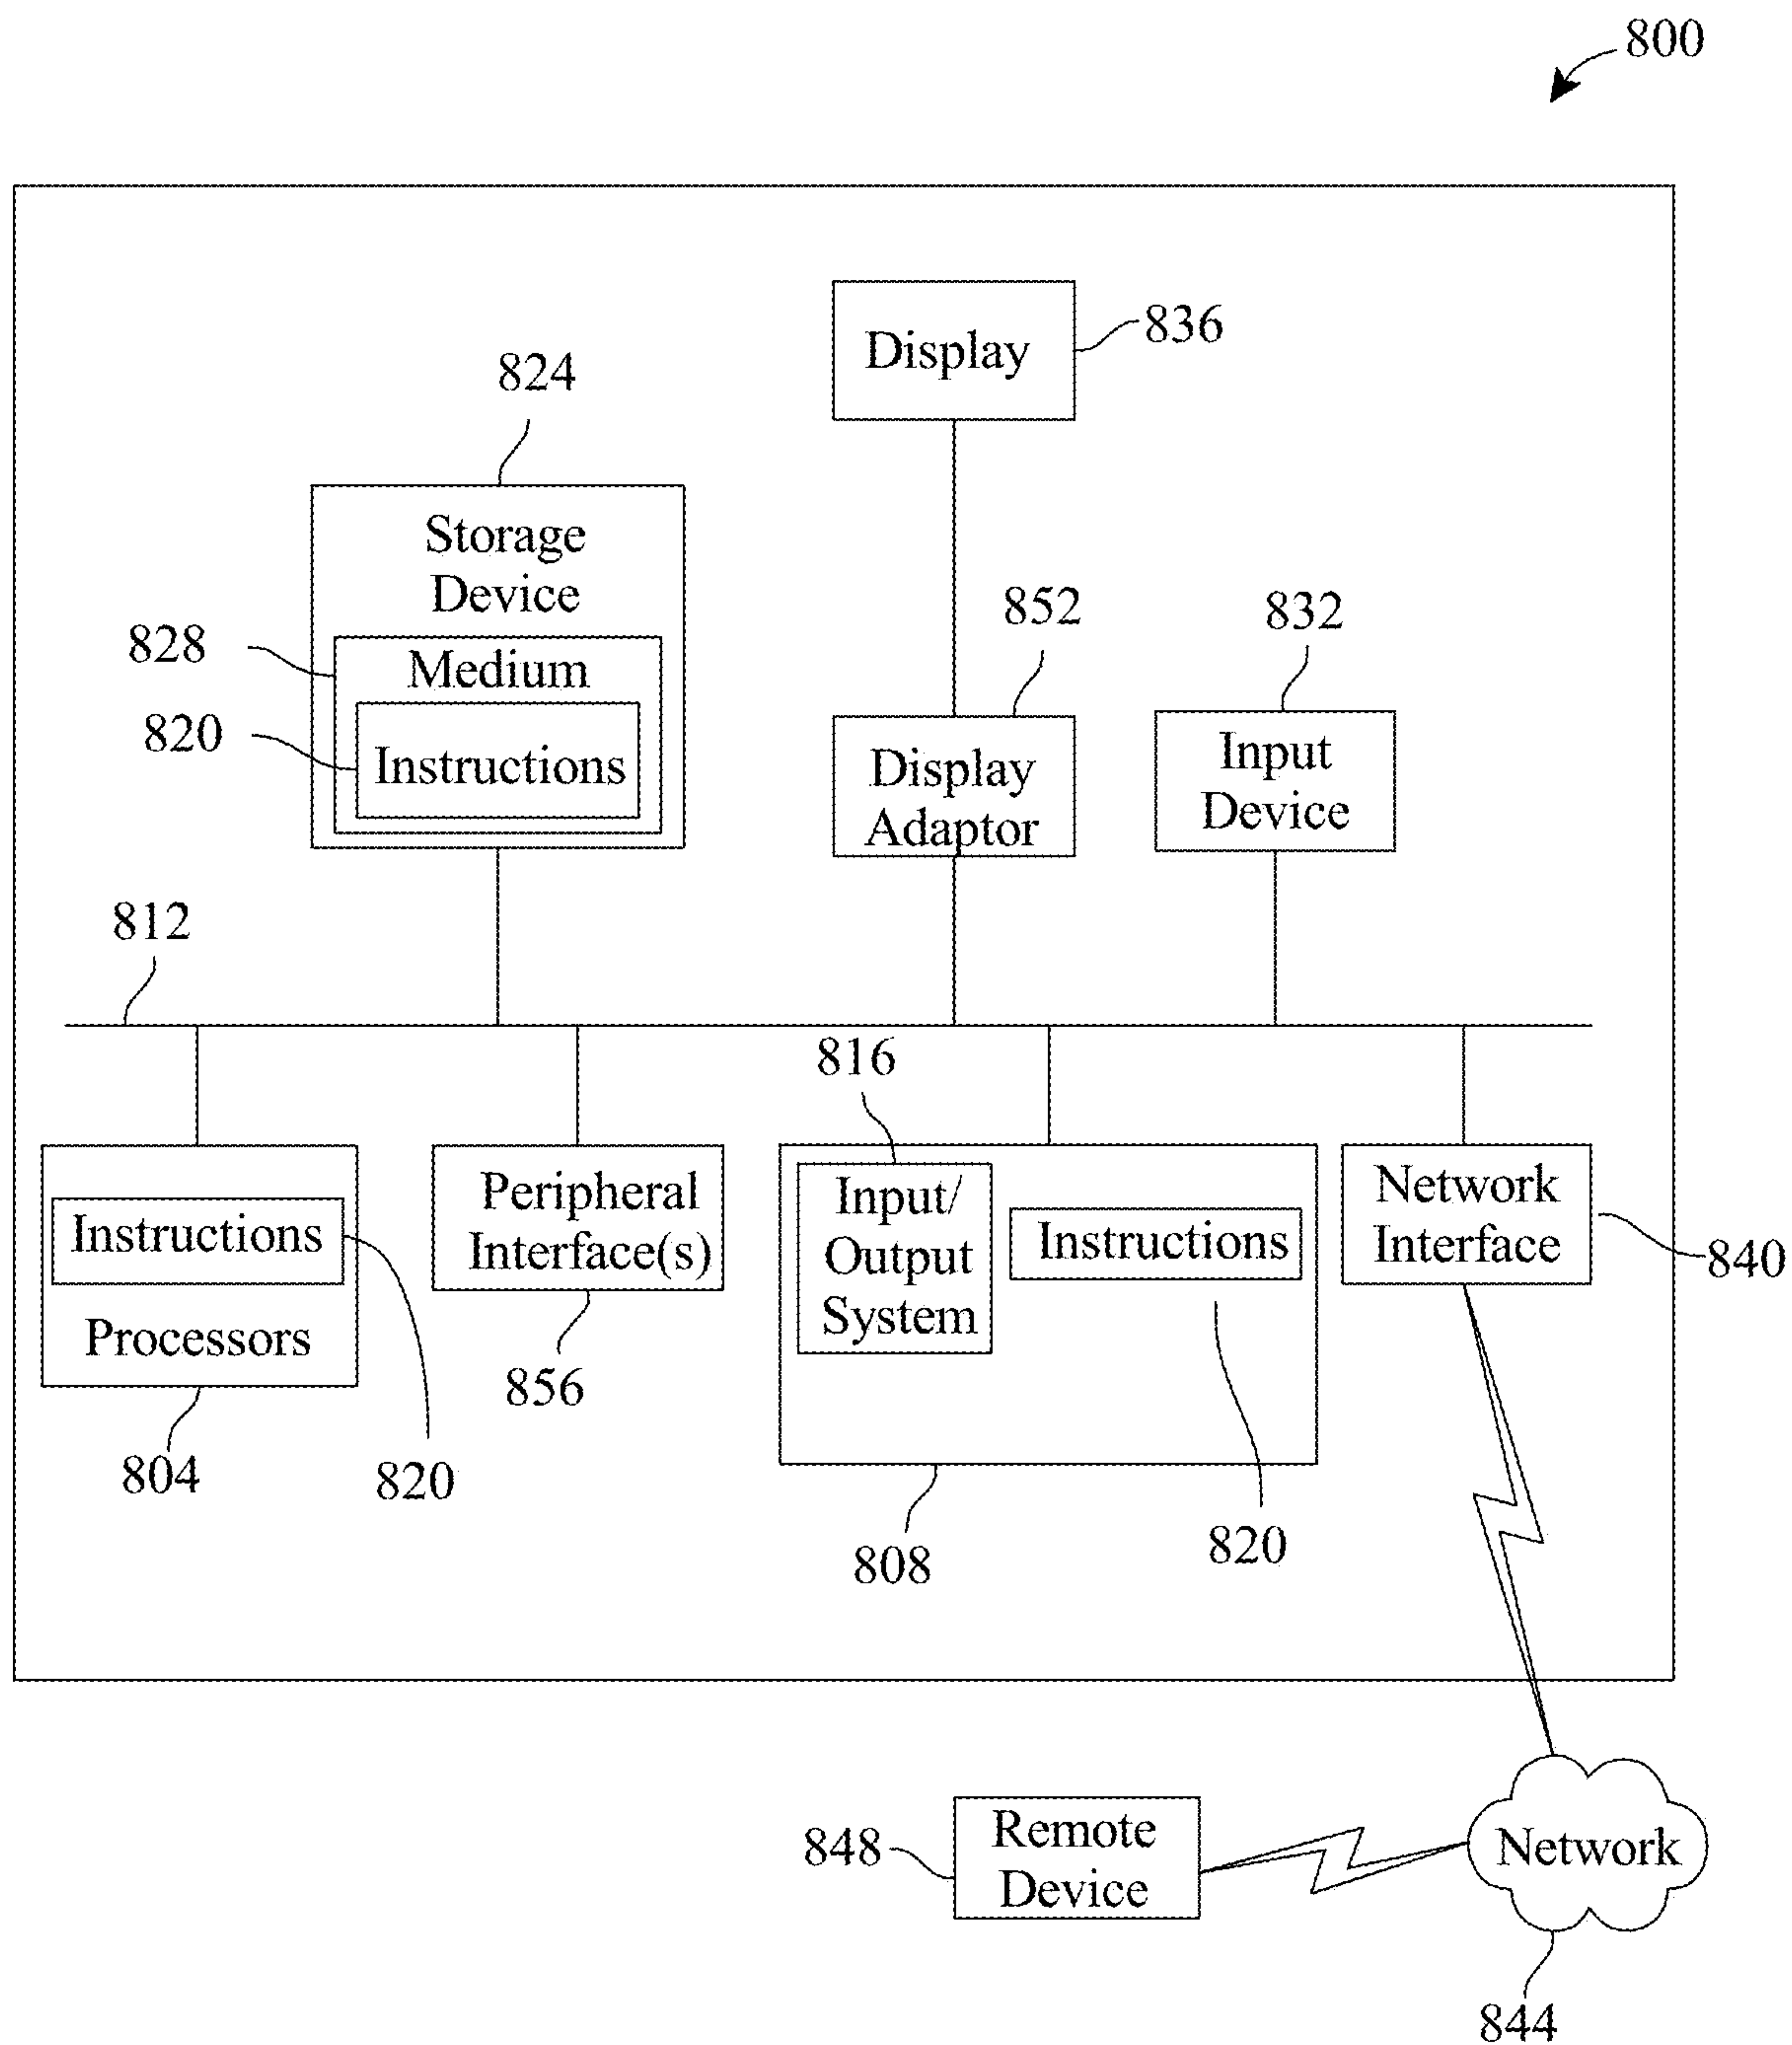 800
Display
836
824
Storage
Device
828
Medium
820
Instructions
852
Display
Adaptor
832
Input
Device
812
816
Instructions
Processors
804
820
Peripheral
Interface(s)
856
Input/
Output
System
Instructions
808
820
Network
Interface
840
848
Remote
Device
Network
844